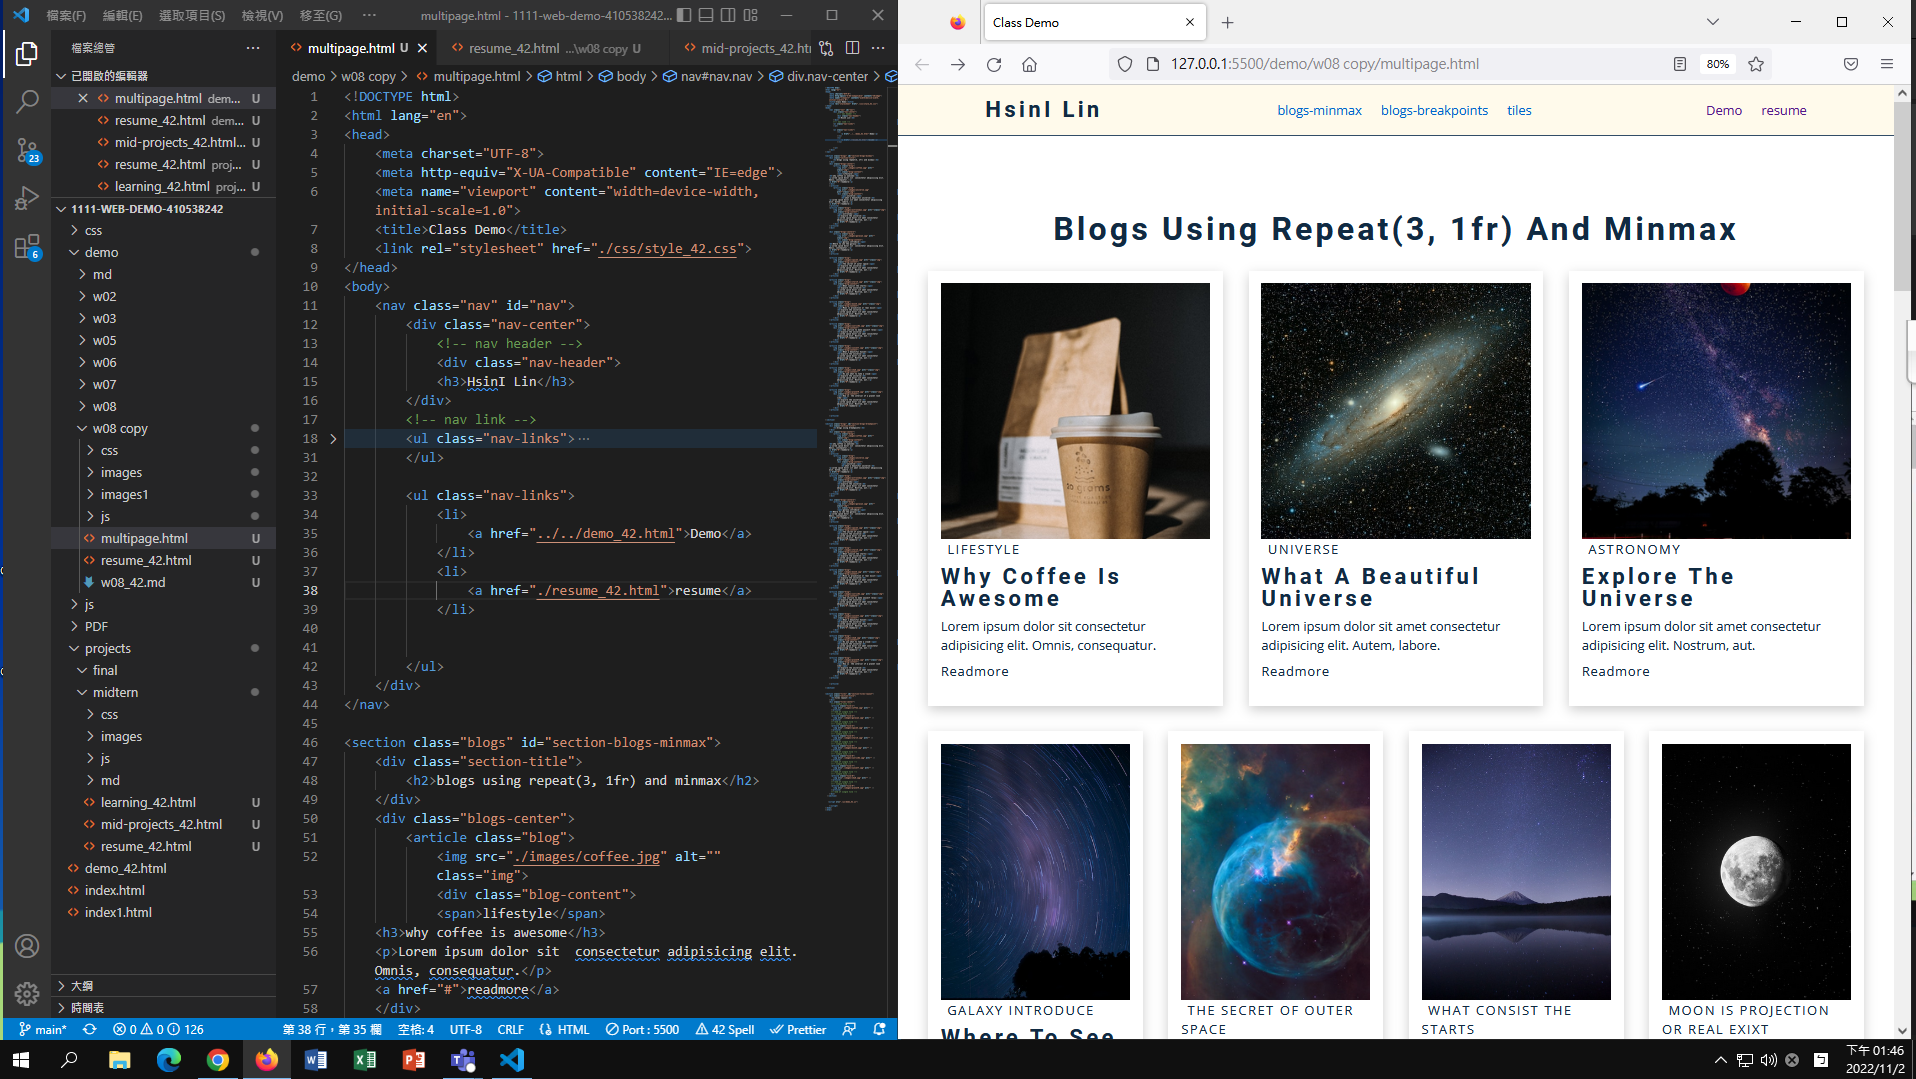 檔案(F) 編輯(E) 選取項目(S) 檢視(V) 移至(G) ··· multipage.html - 1111-web-demo-410538242...
檔案總管 ···
已開啟的編輯器
multipage.html dem... U
resume_42.html dem... U
mid-projects_42.html... U
resume_42.html proj... U
learning_42.html proj... U
1111-WEB-DEMO-410538242
css
demo
md
w02
w03
w05
w06
w07
w08
w08 copy
css
images
images1
js
multipage.html U
resume_42.html U
w08_42.md U
js
PDF
projects
final
midtern
css
images
js
md
learning_42.html U
mid-projects_42.html U
resume_42.html U
demo_42.html
index.html
index1.html
大綱
時間表
23
6
multipage.html U resume_42.html ...\w08 copy U mid-projects_42.ht
demo > w08 copy > multipage.html > html > body > nav#nav.nav > div.nav-center >
1 <!DOCTYPE html>
2 <html lang="en">
3 <head>
4 <meta charset="UTF-8">
5 <meta http-equiv="X-UA-Compatible" content="IE=edge">
6 <meta name="viewport" content="width=device-width,
initial-scale=1.0">
7 <title>Class Demo</title>
8 <link rel="stylesheet" href="./css/style_42.css">
9 </head>
10 <body>
11 <nav class="nav" id="nav">
12 <div class="nav-center">
13 <!-- nav header -->
14 <div class="nav-header">
15 <h3>HsinI Lin</h3>
16 </div>
17 <!-- nav link -->
18 <ul class="nav-links">···
31 </ul>
32
33 <ul class="nav-links">
34 <li>
35 <a href="../../demo_42.html">Demo</a>
36 </li>
37 <li>
38 <a href="./resume_42.html">resume</a>
39 </li>
40
41
42 </ul>
43 </div>
44 </nav>
45
46 <section class="blogs" id="section-blogs-minmax">
47 <div class="section-title">
48 <h2>blogs using repeat(3, 1fr) and minmax</h2>
49 </div>
50 <div class="blogs-center">
51 <article class="blog">
52 <img src="./images/coffee.jpg" alt=""
class="img">
53 <div class="blog-content">
54 <span>lifestyle</span>
55 <h3>why coffee is awesome</h3>
56 <p>Lorem ipsum dolor sit  consectetur adipisicing elit.
Omnis, consequatur.</p>
57 <a href="#">readmore</a>
58 </div>
main* 0 0 126 第 38 行，第 35 欄 空格: 4 UTF-8 CRLF HTML Port : 5500 42 Spell Prettier
Class Demo
127.0.0.1:5500/demo/w08 copy/multipage.html 80%
HsinI Lin blogs-minmax blogs-breakpoints tiles Demo resume
Blogs Using Repeat(3, 1fr) And Minmax
LIFESTYLE
Why Coffee Is
Awesome
Lorem ipsum dolor sit consectetur
adipisicing elit. Omnis, consequatur.
Readmore
UNIVERSE
What A Beautiful
Universe
Lorem ipsum dolor sit amet consectetur
adipisicing elit. Autem, labore.
Readmore
ASTRONOMY
Explore The
Universe
Lorem ipsum dolor sit amet consectetur
adipisicing elit. Nostrum, aut.
Readmore
GALAXY INTRODUCE
Where To See
THE SECRET OF OUTER
SPACE
WHAT CONSIST THE
STARTS
MOON IS PROJECTION
OR REAL EXIXT
下午 01:46
2022/11/2